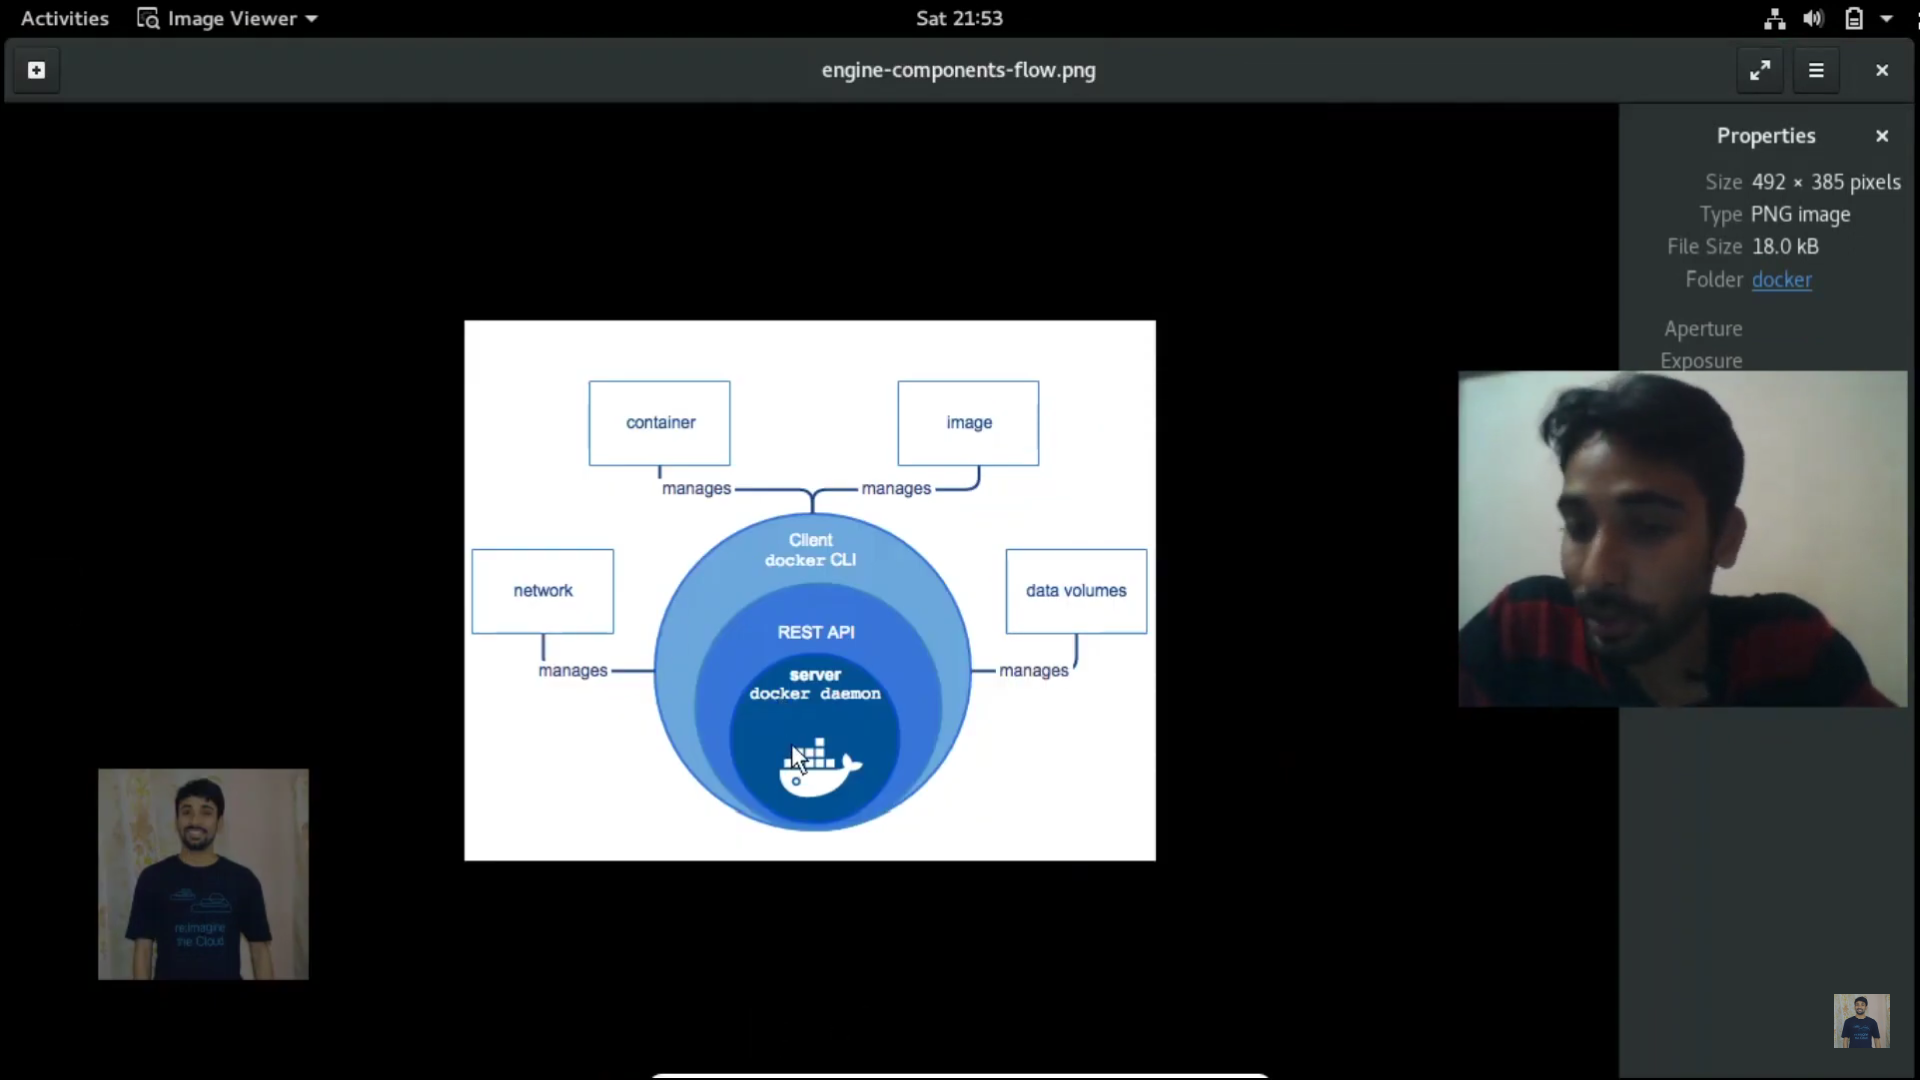 Activities
Image Viewer
Sat 21:53
engine-components-flow.png
Properties
Size 492 × 385 pixels
Type PNG image
File Size 18.0 kB
Folder docker
Aperture
Exposure
container
image
manages
manages
Client
docker CLI
network
data volumes
REST API
manages
manages
server
docker daemon
re:imagine
the Cloud